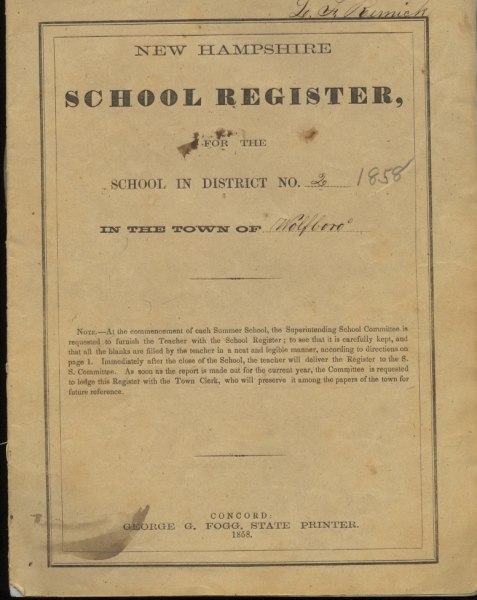 L. F. Remich
NEW HAMPSHIRE
SCHOOL REGISTER,
FOR THE
SCHOOL IN DISTRICT NO. 2 1858
IN THE TOWN OF Wolfboro'
NOTE.—At the commencement of each Summer School, the Superintending School Committee is
requested to furnish the Teacher with the School Register; to see that it is carefully kept, and
that all the blanks are filled by the teacher in a neat and legible manner, according to directions on
page 1. Immediately after the close of the School, the teacher will deliver the Register to the S.
S. Committee. As soon as the report is made out for the current year, the Committee is requested
to lodge this Register with the Town Clerk, who will preserve it among the papers of the town for
future reference.
CONCORD:
GEORGE G. FOGG, STATE PRINTER.
1858.